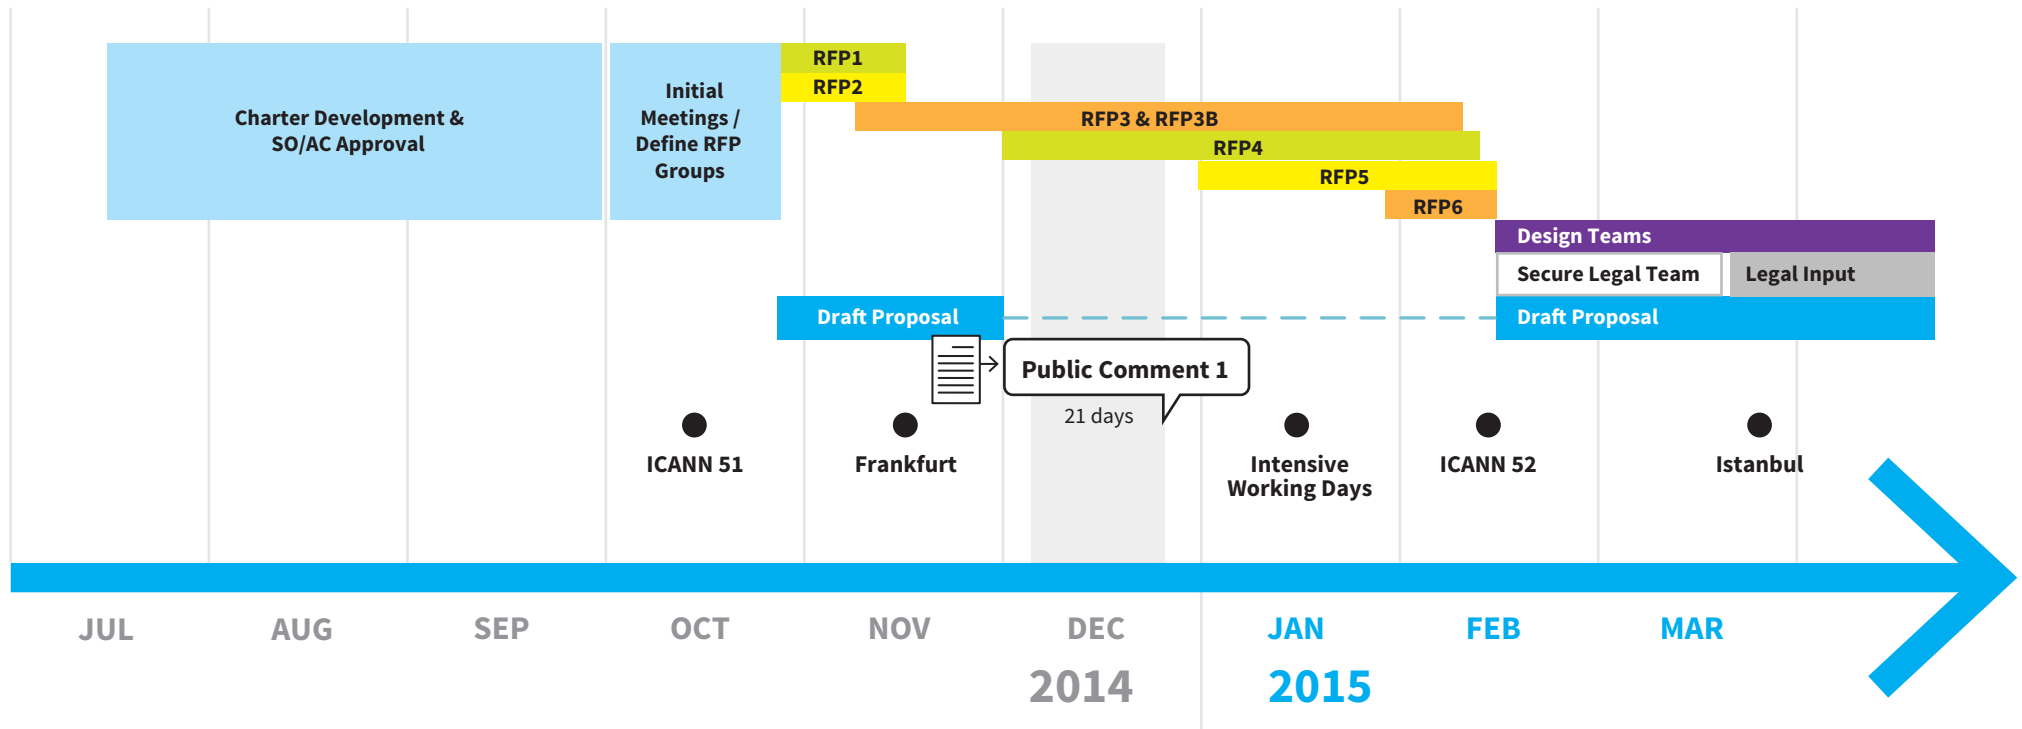 Charter Development &
SO/AC Approval
Initial
Meetings /
Define RFP
Groups
RFP1
RFP2
RFP3 & RFP3B
RFP4
RFP5
RFP6
Design Teams
Secure Legal Team
Legal Input
Draft Proposal
Draft Proposal
Public Comment 1
21 days
ICANN 51
Frankfurt
Intensive
Working Days
ICANN 52
Istanbul
JUL
AUG
SEP
OCT
NOV
DEC
JAN
FEB
MAR
2014
2015